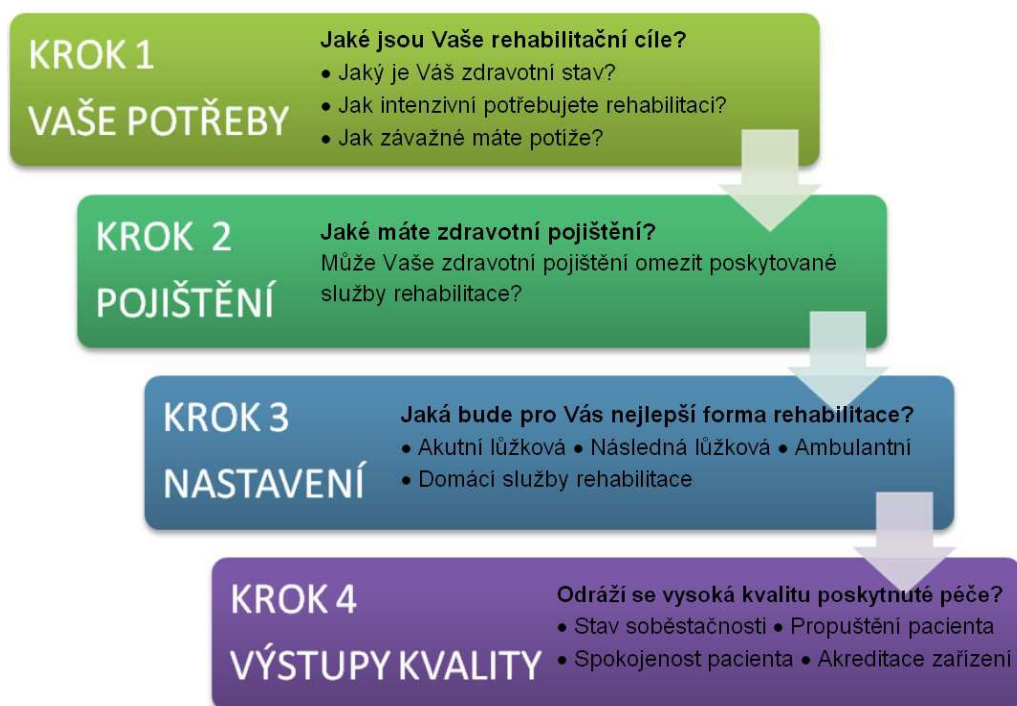 KROK 1
VAŠE POTŘEBY
Jaké jsou Vaše rehabilitační cíle?
● Jaký je Váš zdravotní stav?
● Jak intenzivní potřebujete rehabilitaci?
● Jak závažné máte potíže?
KROK 2
POJIŠTĚNÍ
Jaké máte zdravotní pojištění?
Může Vaše zdravotní pojištění omezit poskytované
služby rehabilitace?
KROK 3
NASTAVENÍ
Jaká bude pro Vás nejlepší forma rehabilitace?
● Akutní lůžková ● Následná lůžková ● Ambulantní
● Domácí služby rehabilitace
KROK 4
VÝSTUPY KVALITY
Odráží se vysoká kvalitu poskytnuté péče?
● Stav soběstačnosti ● Propuštění pacienta
● Spokojenost pacienta ● Akreditace zařízení